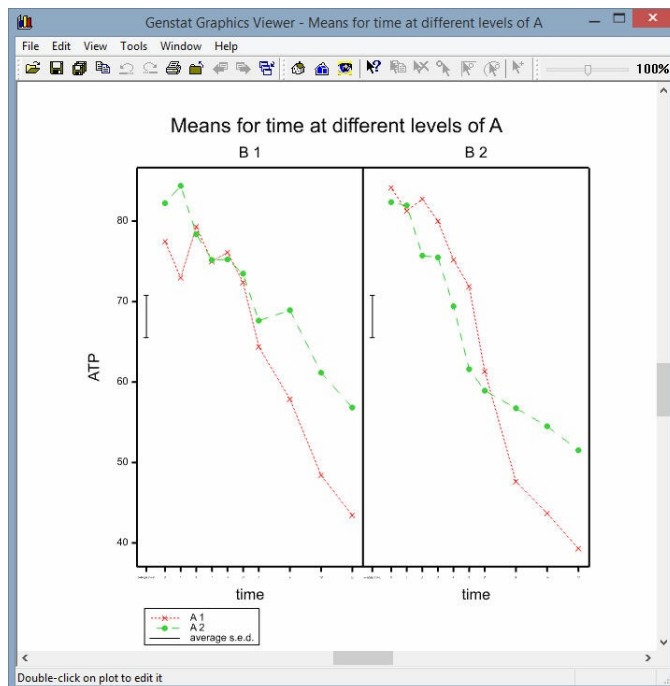 Genstat Graphics Viewer - Means for time at different levels of A
File Edit View Tools Window Help
100%
Means for time at different levels of A
B 1 B 2
80
70
60
50
40
ATP
time time
A 1
A 2
average s.e.d.
Double-click on plot to edit it